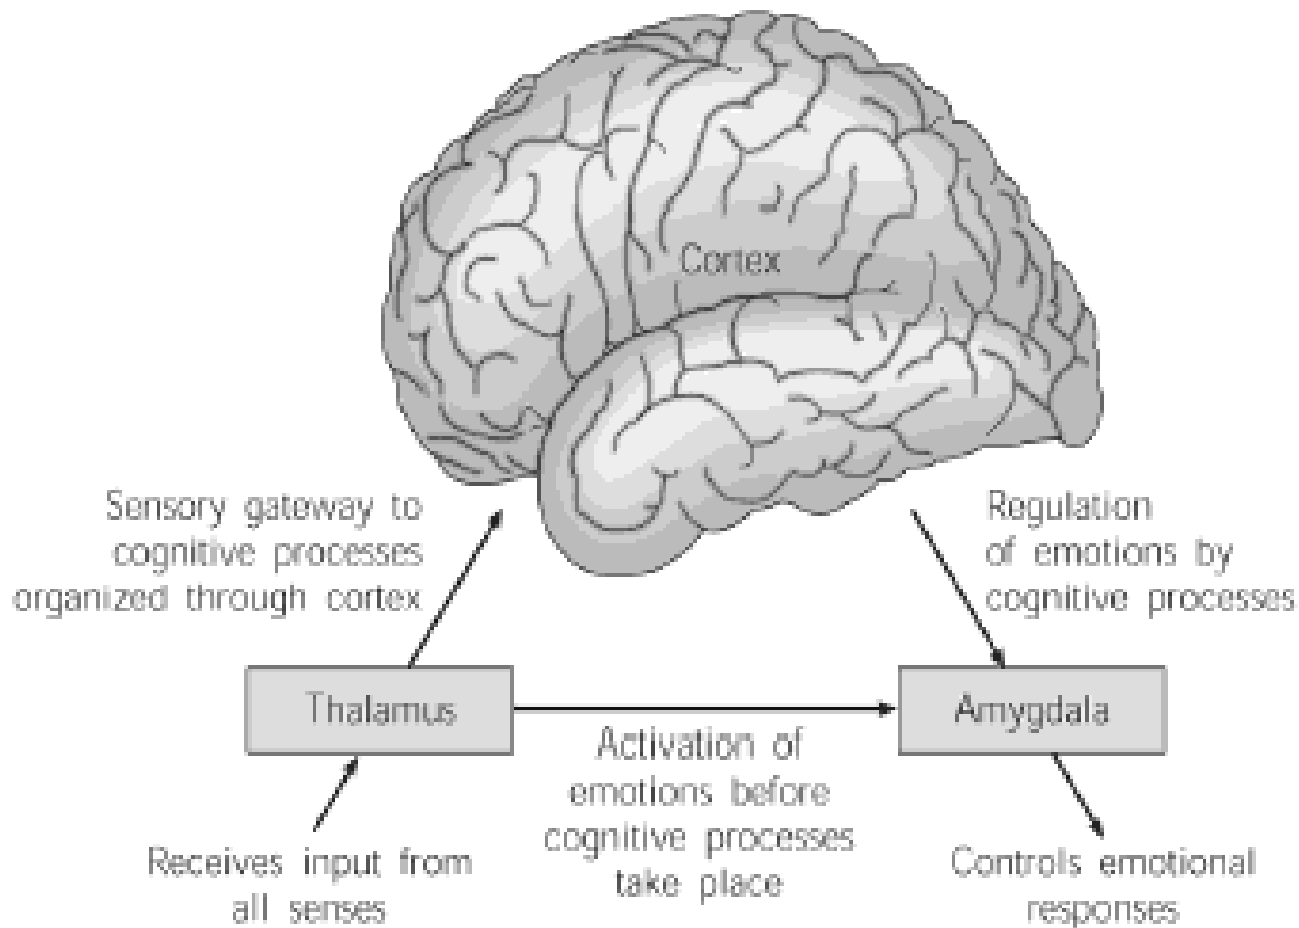 Cortex
Sensory gateway to
cognitive processes
organized through cortex
Regulation
of emotions by
cognitive processes
Thalamus
Amygdala
Activation of
emotions before
cognitive processes
take place
Receives input from
all senses
Controls emotional
responses